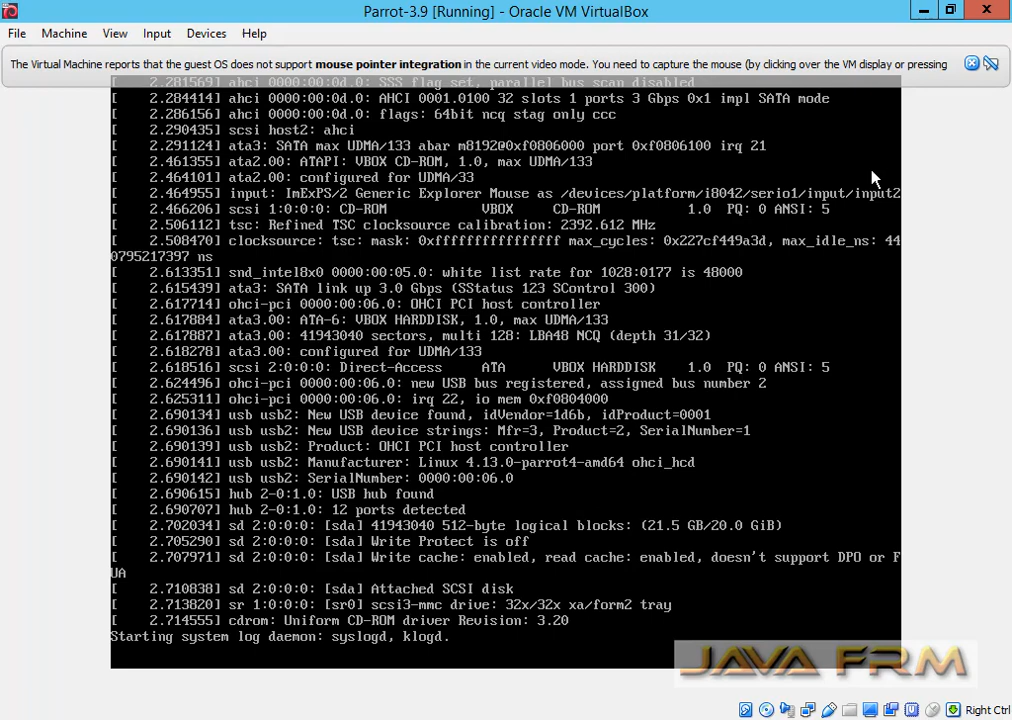 Parrot-3.9 [Running] - Oracle VM VirtualBox
File Machine View Input Devices Help
The Virtual Machine reports that the guest OS does not support mouse pointer integration in the current video mode. You need to capture the mouse (by clicking over the VM display or pressing
[ 2.281569] ahci 0000:00:0d.0: SSS flag set, parallel bus scan disabled
[ 2.284414] ahci 0000:00:0d.0: AHCI 0001.0100 32 slots 1 ports 3 Gbps 0x1 impl SATA mode
[ 2.286156] ahci 0000:00:0d.0: flags: 64bit ncq stag only ccc
[ 2.290435] scsi host2: ahci
[ 2.291124] ata3: SATA max UDMA/133 abar m8192@0xf0806000 port 0xf0806100 irq 21
[ 2.461355] ata2.00: ATAPI: VBOX CD-ROM, 1.0, max UDMA/133
[ 2.464101] ata2.00: configured for UDMA/33
[ 2.464955] input: ImExPS/2 Generic Explorer Mouse as /devices/platform/i8042/serio1/input/input2
[ 2.466206] scsi 1:0:0:0: CD-ROM VBOX CD-ROM 1.0 PQ: 0 ANSI: 5
[ 2.506112] tsc: Refined TSC clocksource calibration: 2392.612 MHz
[ 2.508470] clocksource: tsc: mask: 0xffffffffffffffff max_cycles: 0x227cf449a3d, max_idle_ns: 44
0795217397 ns
[ 2.613351] snd_intel8x0 0000:00:05.0: white list rate for 1028:0177 is 48000
[ 2.615439] ata3: SATA link up 3.0 Gbps (SStatus 123 SControl 300)
[ 2.617714] ohci-pci 0000:00:06.0: OHCI PCI host controller
[ 2.617884] ata3.00: ATA-6: VBOX HARDDISK, 1.0, max UDMA/133
[ 2.617887] ata3.00: 41943040 sectors, multi 128: LBA48 NCQ (depth 31/32)
[ 2.618278] ata3.00: configured for UDMA/133
[ 2.618516] scsi 2:0:0:0: Direct-Access ATA VBOX HARDDISK 1.0 PQ: 0 ANSI: 5
[ 2.624496] ohci-pci 0000:00:06.0: new USB bus registered, assigned bus number 2
[ 2.625311] ohci-pci 0000:00:06.0: irq 22, io mem 0xf0804000
[ 2.690134] usb usb2: New USB device found, idVendor=1d6b, idProduct=0001
[ 2.690136] usb usb2: New USB device strings: Mfr=3, Product=2, SerialNumber=1
[ 2.690139] usb usb2: Product: OHCI PCI host controller
[ 2.690141] usb usb2: Manufacturer: Linux 4.13.0-parrot4-amd64 ohci_hcd
[ 2.690142] usb usb2: SerialNumber: 0000:00:06.0
[ 2.690615] hub 2-0:1.0: USB hub found
[ 2.690707] hub 2-0:1.0: 12 ports detected
[ 2.702034] sd 2:0:0:0: [sda] 41943040 512-byte logical blocks: (21.5 GB/20.0 GiB)
[ 2.705290] sd 2:0:0:0: [sda] Write Protect is off
[ 2.707971] sd 2:0:0:0: [sda] Write cache: enabled, read cache: enabled, doesn't support DPO or F
UA
[ 2.710838] sd 2:0:0:0: [sda] Attached SCSI disk
[ 2.713820] sr 1:0:0:0: [sr0] scsi3-mmc drive: 32x/32x xa/form2 tray
[ 2.714555] cdrom: Uniform CD-ROM driver Revision: 3.20
Starting system log daemon: syslogd, klogd.
JAVA FRM
Right Ctrl